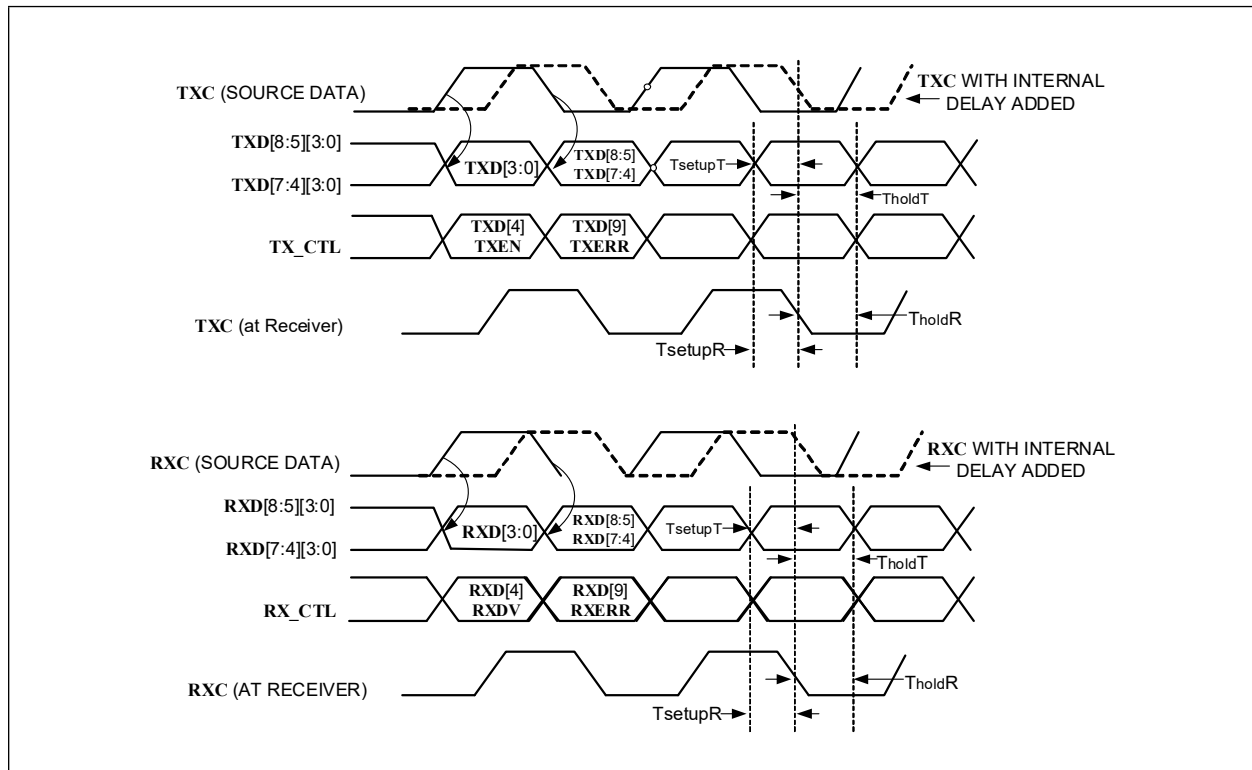 TXC (SOURCE DATA)
TXC WITH INTERNAL
DELAY ADDED
TXD[8:5][3:0]
TXD[7:4][3:0]
TXD[3:0]
TXD[8:5]
TXD[7:4]
TsetupT
TholdT
TX_CTL
TXD[4]
TXEN
TXD[9]
TXERR
TXC (at Receiver)
TholdR
TsetupR
RXC (SOURCE DATA)
RXC WITH INTERNAL
DELAY ADDED
RXD[8:5][3:0]
RXD[7:4][3:0]
RXD[3:0]
RXD[8:5]
RXD[7:4]
TsetupT
TholdT
RX_CTL
RXD[4]
RXDV
RXD[9]
RXERR
RXC (AT RECEIVER)
TholdR
TsetupR